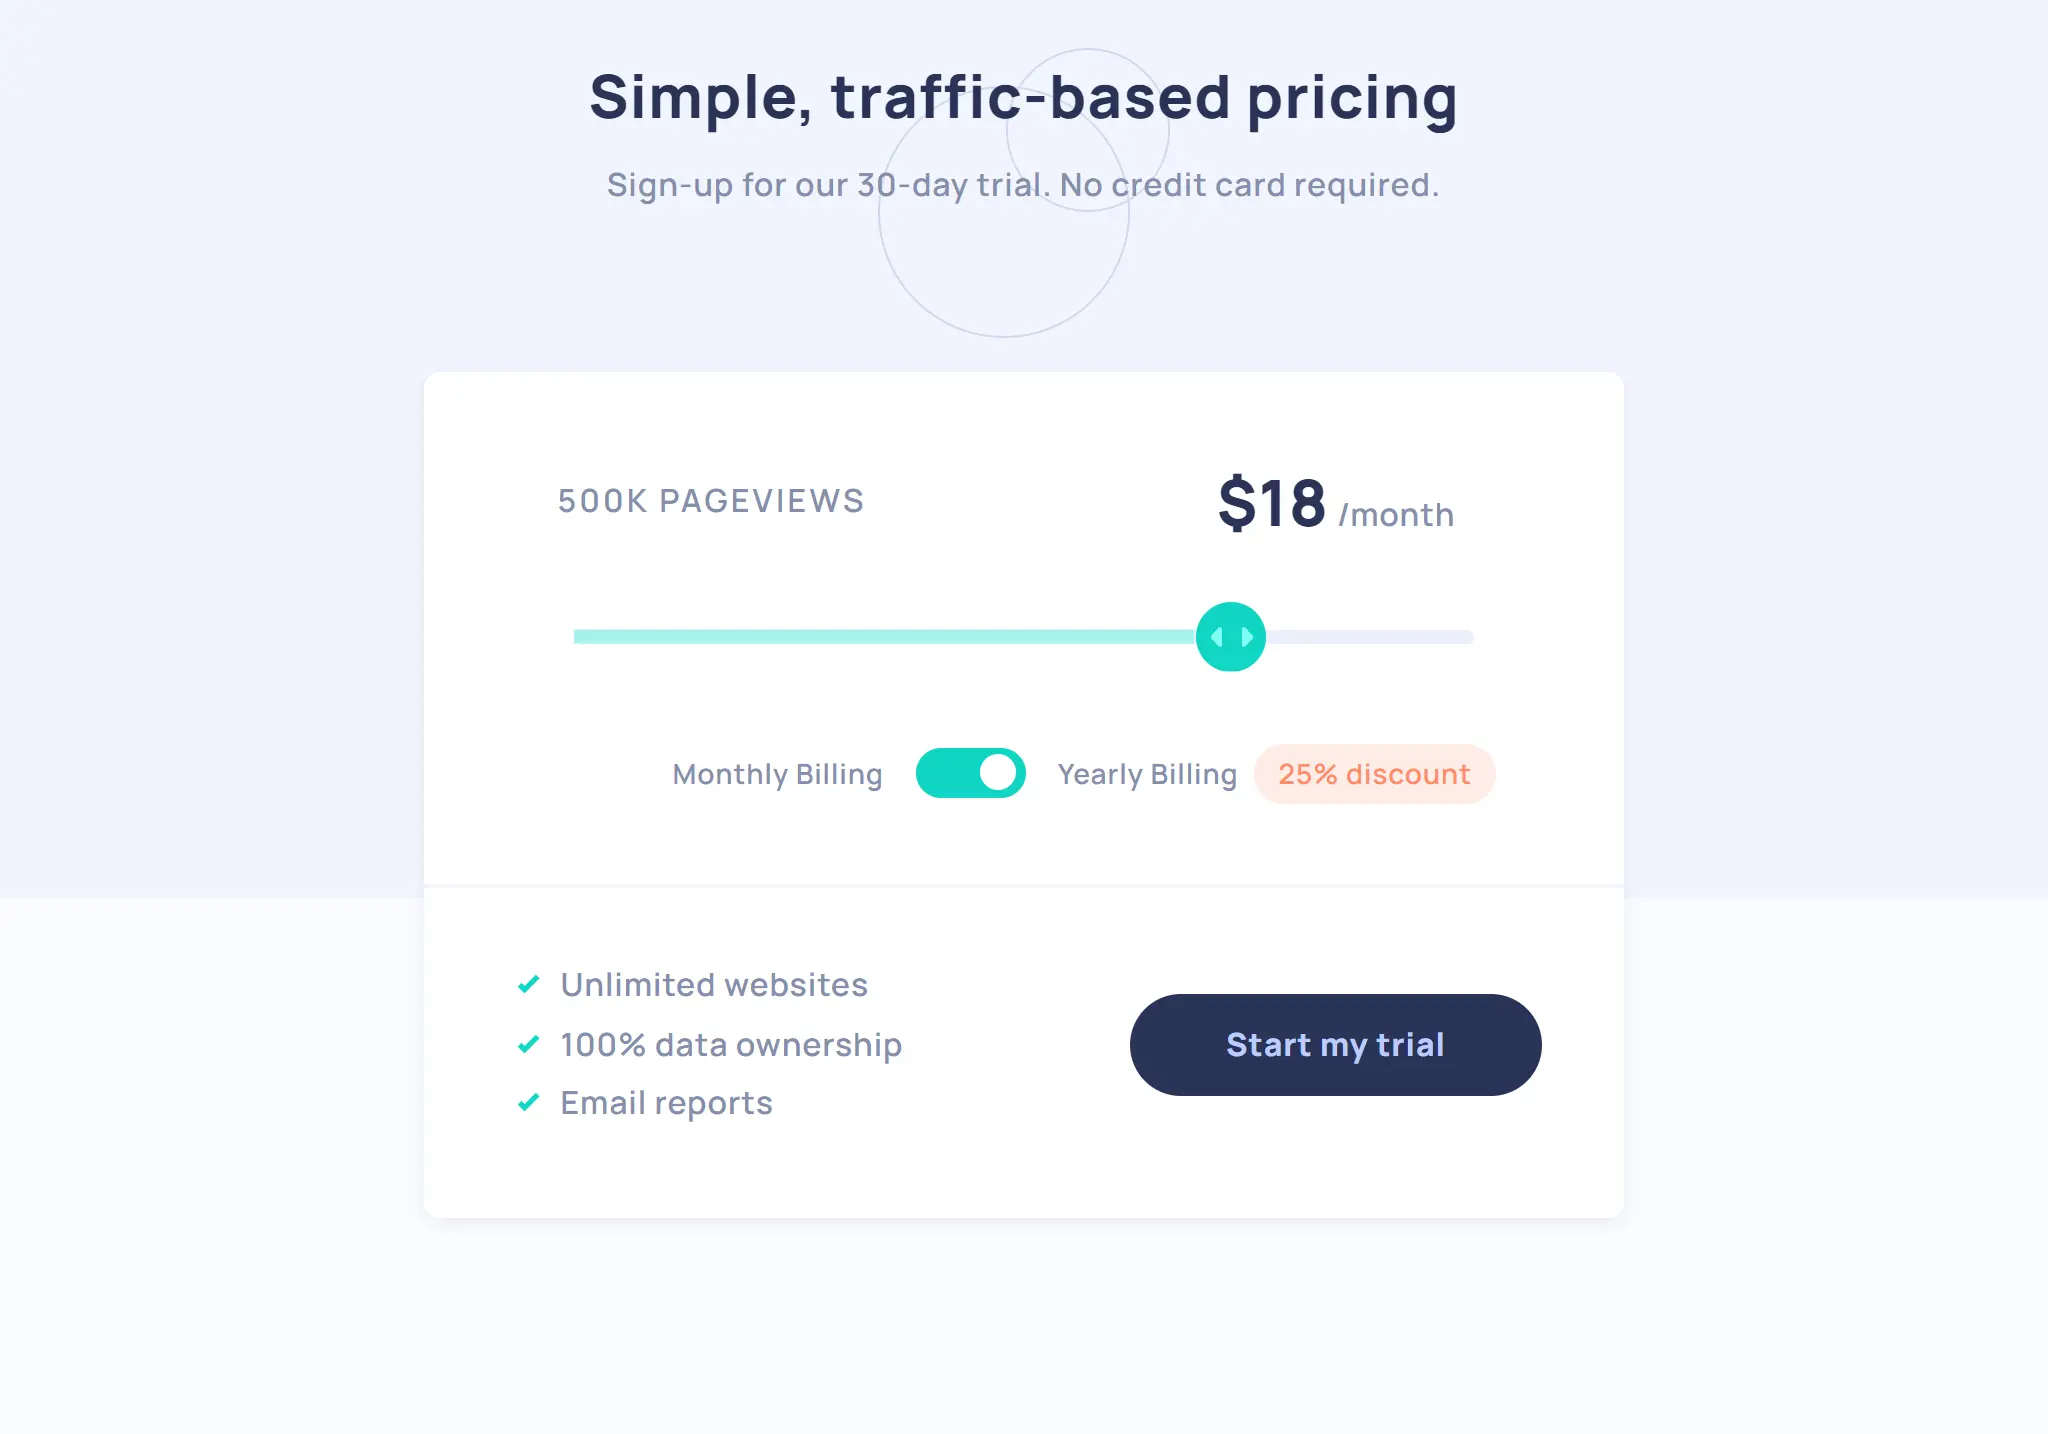 Simple, traffic-based pricing
Sign-up for our 30-day trial. No credit card required.
500K PAGEVIEWS
$18 /month
Monthly Billing
Yearly Billing
25% discount
Unlimited websites
100% data ownership
Email reports
Start my trial